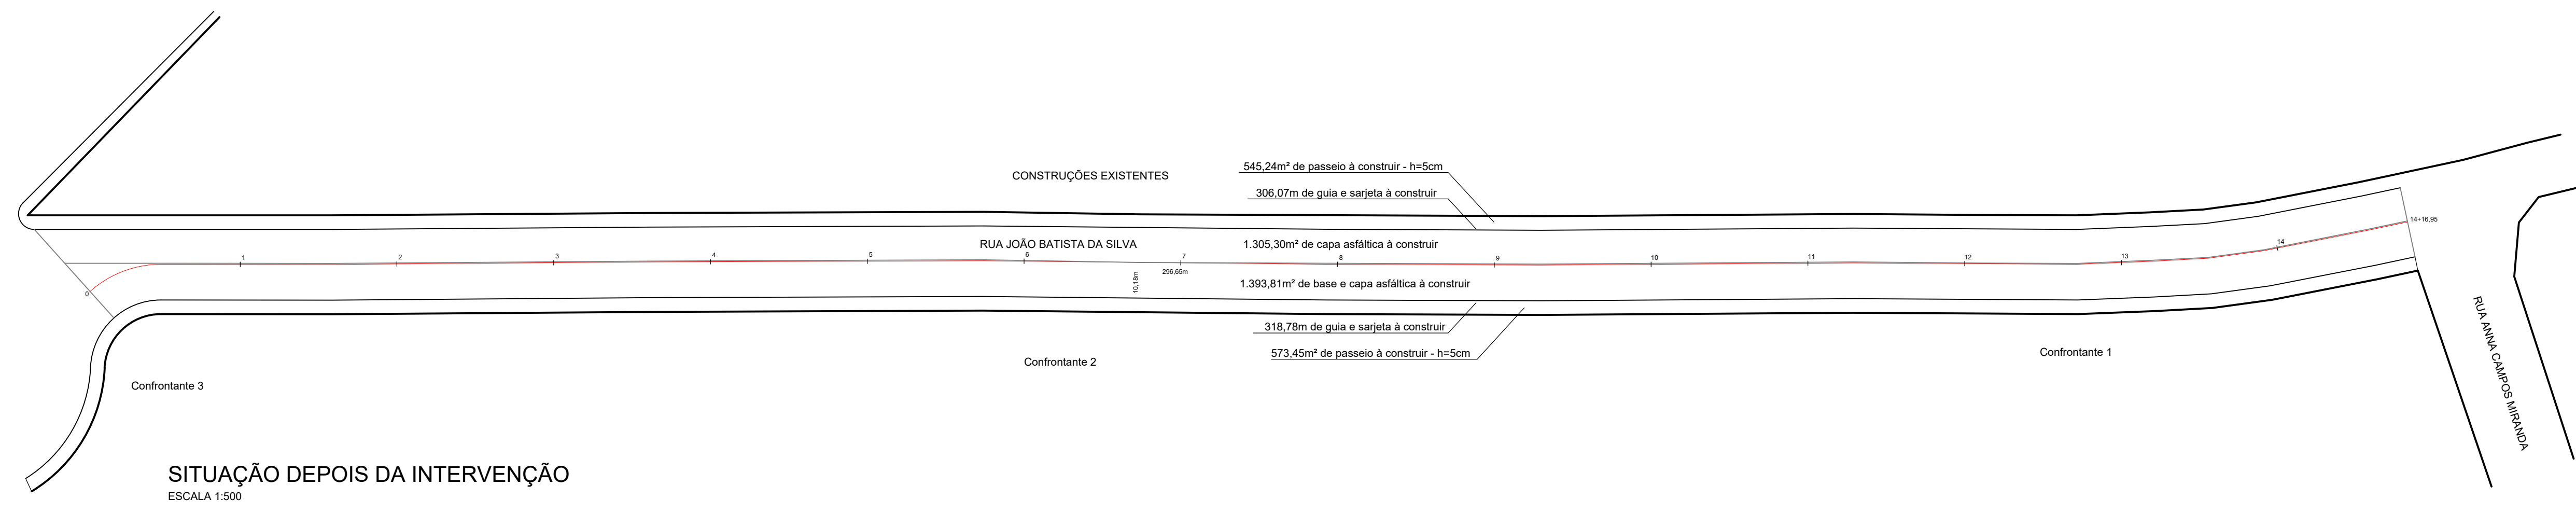 545,24m² de passeio à construir - h=5cm
CONSTRUÇÕES EXISTENTES
306,07m de guia e sarjeta à construir
14+16,95
RUA JOÃO BATISTA DA SILVA
1.305,30m² de capa asfáltica à construir
0
1
2
3
4
5
6
7
8
9
10
11
12
13
14
296,65m
10,18m
1.393,81m² de base e capa asfáltica à construir
318,78m de guia e sarjeta à construir
573,45m² de passeio à construir - h=5cm
Confrontante 1
Confrontante 2
Confrontante 3
RUA ANNA CAMPOS MIRANDA
SITUAÇÃO DEPOIS DA INTERVENÇÃO
ESCALA 1:500